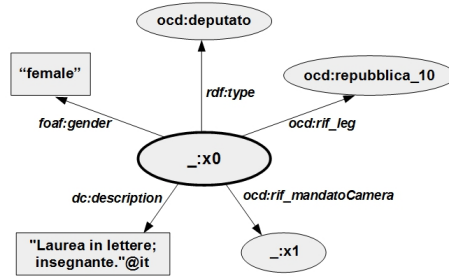 ocd:deputato
“female”
ocd:repubblica_10
rdf:type
foaf:gender
ocd:rif_leg
_:x0
dc:description
ocd:rif_mandatoCamera
"Laurea in lettere;
insegnante."@it
_:x1